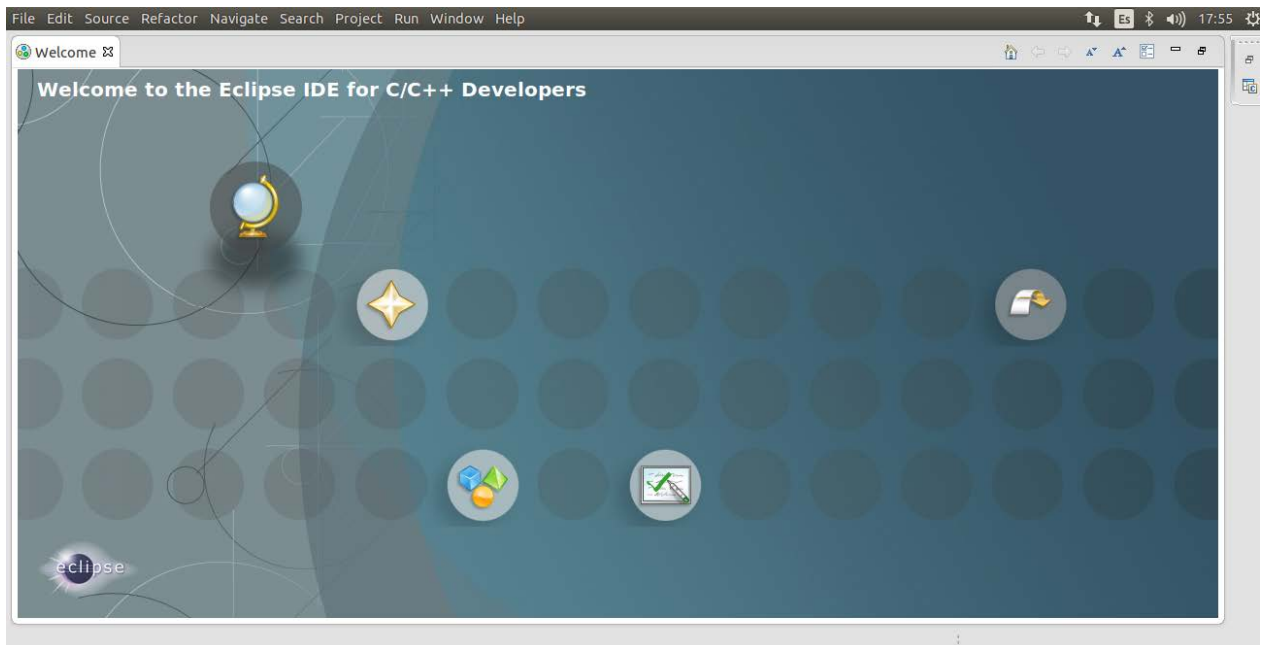 File Edit Source Refactor Navigate Search Project Run Window Help Es 17:55
Welcome
Welcome to the Eclipse IDE for C/C++ Developers
eclipse